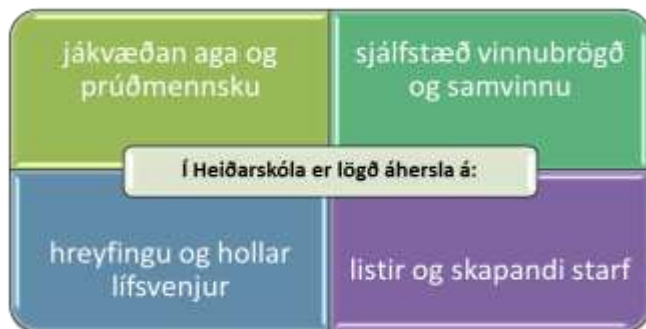 jákvæðan aga og
prúðmennsku
sjálfstæð vinnubrögð
og samvinnu
Í Heiðarskóla er lögð áhersla á:
hreyfingu og hollar
lífsvenjur
listir og skapandi starf